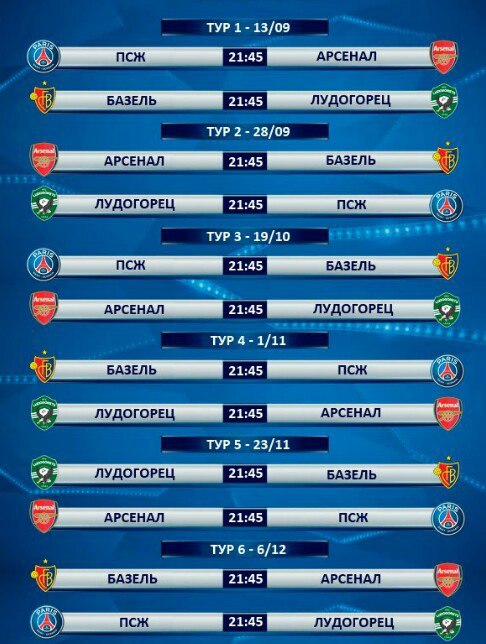 ТУР 1 - 13/09
ПСЖ 21:45 АРСЕНАЛ
БАЗЕЛЬ 21:45 ЛУДОГОРЕЦ
ТУР 2 - 28/09
АРСЕНАЛ 21:45 БАЗЕЛЬ
ЛУДОГОРЕЦ 21:45 ПСЖ
ТУР 3 - 19/10
ПСЖ 21:45 БАЗЕЛЬ
АРСЕНАЛ 21:45 ЛУДОГОРЕЦ
ТУР 4 - 1/11
БАЗЕЛЬ 21:45 ПСЖ
ЛУДОГОРЕЦ 21:45 АРСЕНАЛ
ТУР 5 - 23/11
ЛУДОГОРЕЦ 21:45 БАЗЕЛЬ
АРСЕНАЛ 21:45 ПСЖ
ТУР 6 - 6/12
БАЗЕЛЬ 21:45 АРСЕНАЛ
ПСЖ 21:45 ЛУДОГОРЕЦ